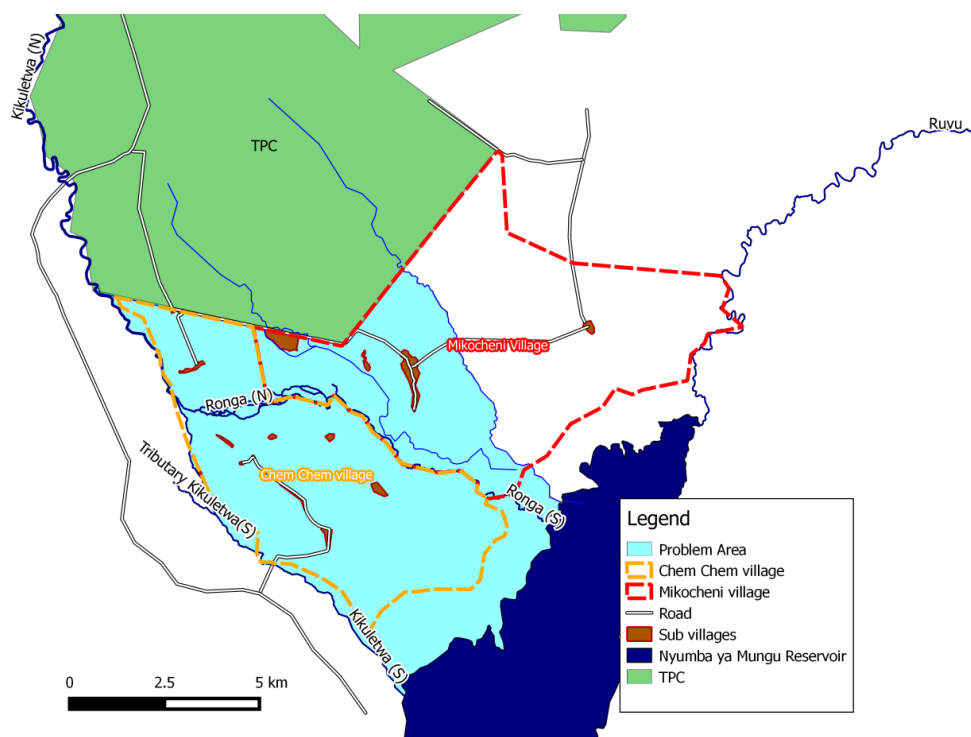 Kikuletwa (N)
Ruvu
TPC
Mikocheni Village
Ronga (N)
Chem Chem village
Tributary Kikuletwa(S)
Ronga (S)
Kikuletwa (S)
Legend
Problem Area
Chem Chem village
Mikocheni village
Road
Sub villages
Nyumba ya Mungu Reservoir
TPC
0 2.5 5 km